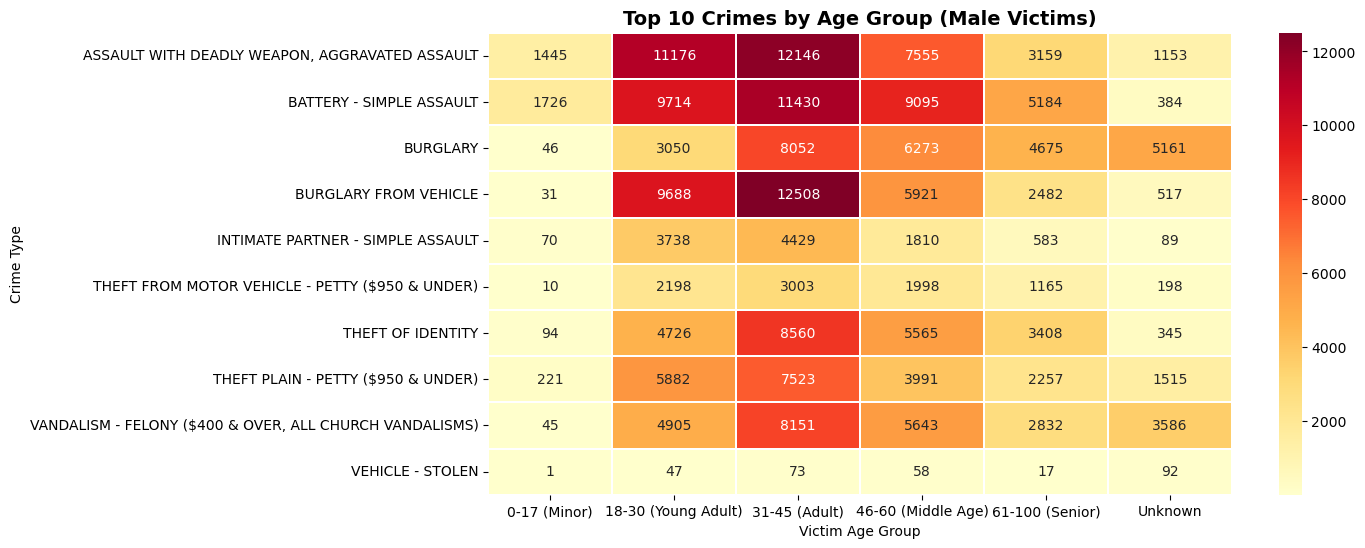 Top 10 Crimes by Age Group (Male Victims)
ASSAULT WITH DEADLY WEAPON, AGGRAVATED ASSAULT 1445 11176 12146 7555 3159 1153
BATTERY - SIMPLE ASSAULT 1726 9714 11430 9095 5184 384
BURGLARY 46 3050 8052 6273 4675 5161
BURGLARY FROM VEHICLE 31 9688 12508 5921 2482 517
INTIMATE PARTNER - SIMPLE ASSAULT 70 3738 4429 1810 583 89
THEFT FROM MOTOR VEHICLE - PETTY ($950 & UNDER) 10 2198 3003 1998 1165 198
THEFT OF IDENTITY 94 4726 8560 5565 3408 345
THEFT PLAIN - PETTY ($950 & UNDER) 221 5882 7523 3991 2257 1515
VANDALISM - FELONY ($400 & OVER, ALL CHURCH VANDALISMS) 45 4905 8151 5643 2832 3586
VEHICLE - STOLEN 1 47 73 58 17 92
0-17 (Minor) 18-30 (Young Adult) 31-45 (Adult) 46-60 (Middle Age) 61-100 (Senior) Unknown
Victim Age Group
Crime Type
12000
10000
8000
6000
4000
2000